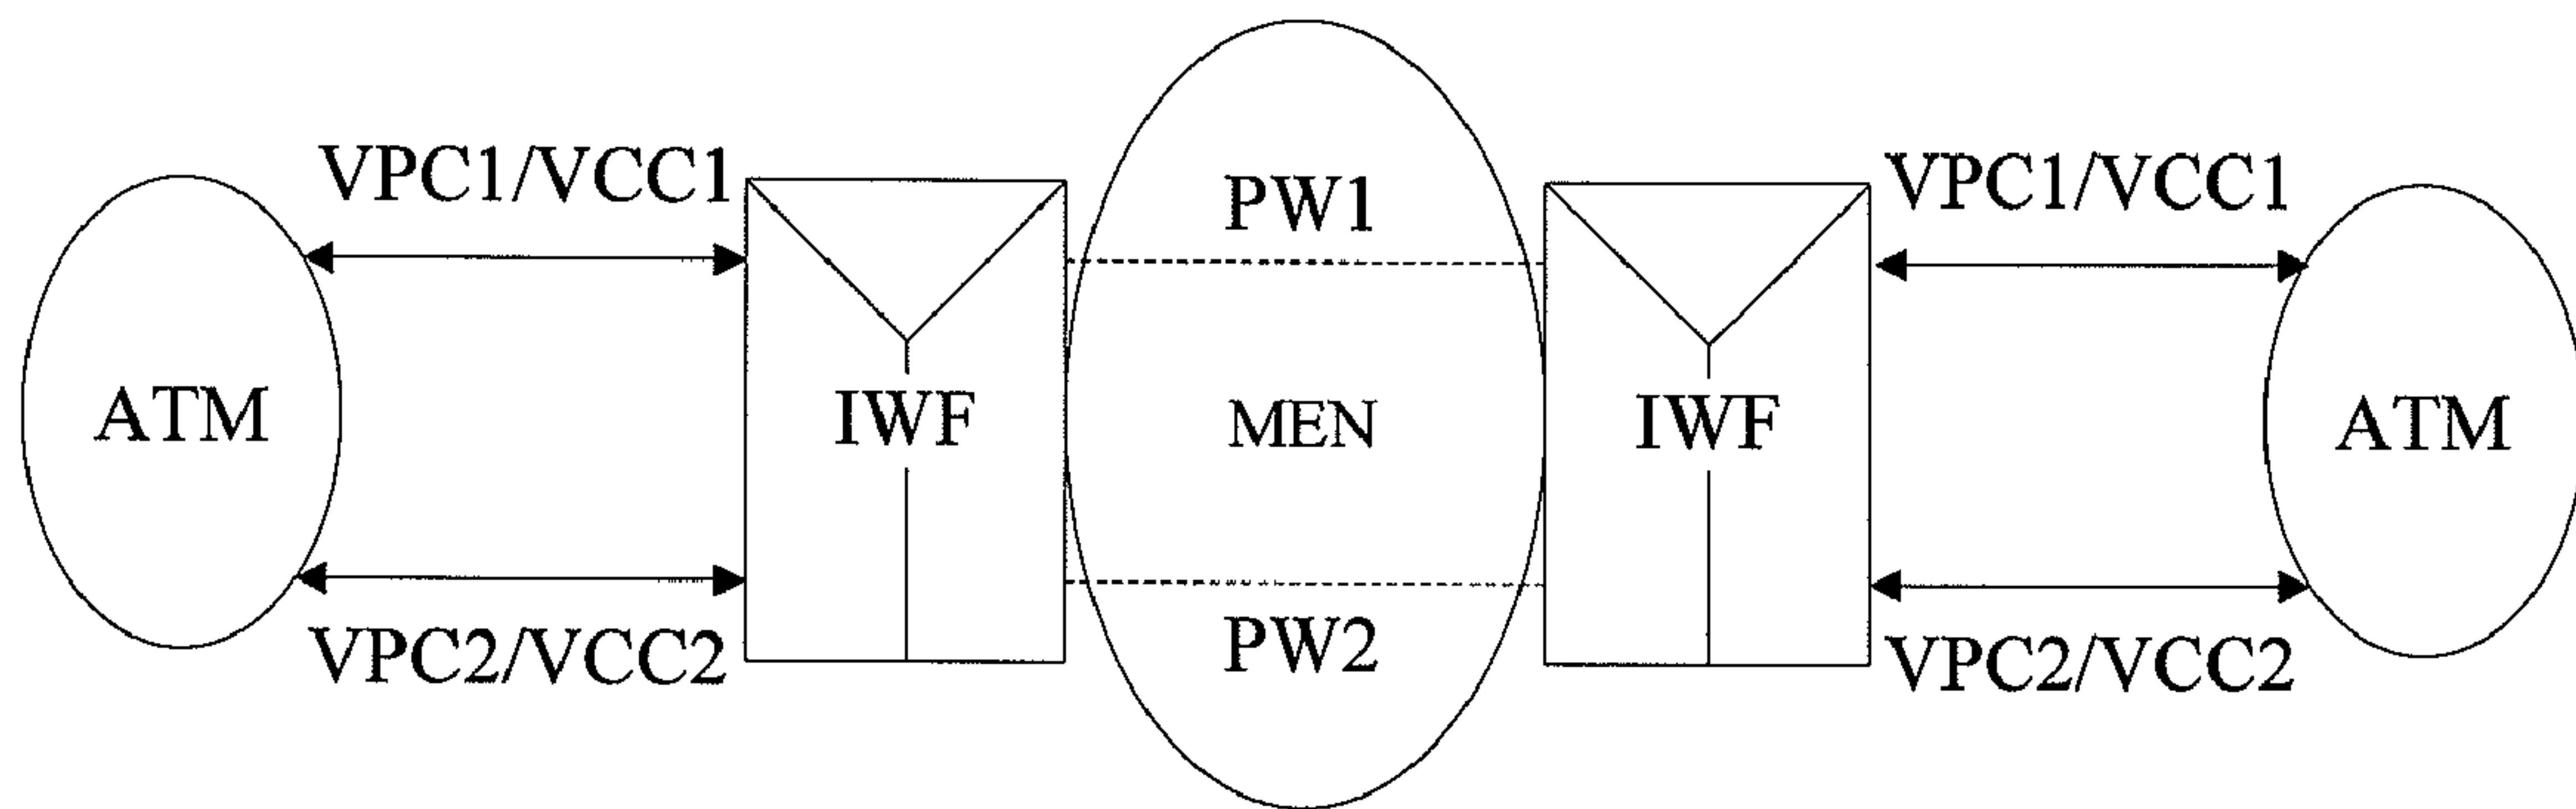 VPC1/VCC1
PW1
VPC1/VCC1
ATM
IWF
MEN
IWF
ATM
VPC2/VCC2
PW2
VPC2/VCC2